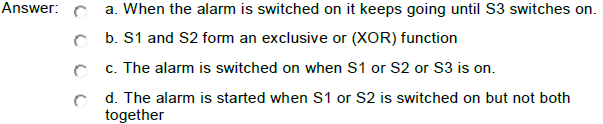 Answer: a. When the alarm is switched on it keeps going until S3 switches on.
b. S1 and S2 form an exclusive or (XOR) function
c. The alarm is switched on when S1 or S2 or S3 is on.
d. The alarm is started when S1 or S2 is switched on but not both
together